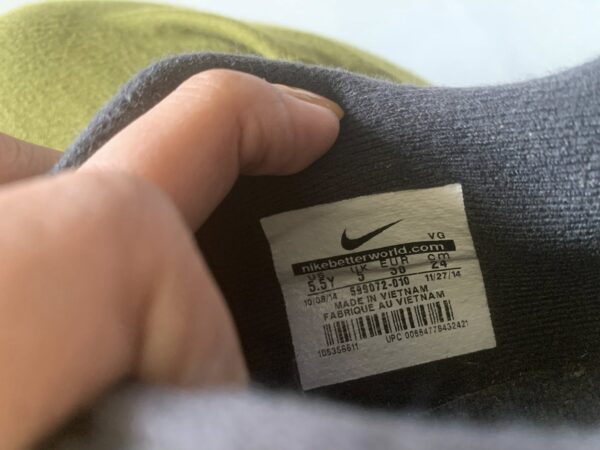 VG
nikebetterworld.com
US UK EUR cm
5.5Y 5 38 24
10/08/14 599072-010 11/27/14
MADE IN VIETNAM
FABRIQUE AU VIETNAM
UPC 00884776432421